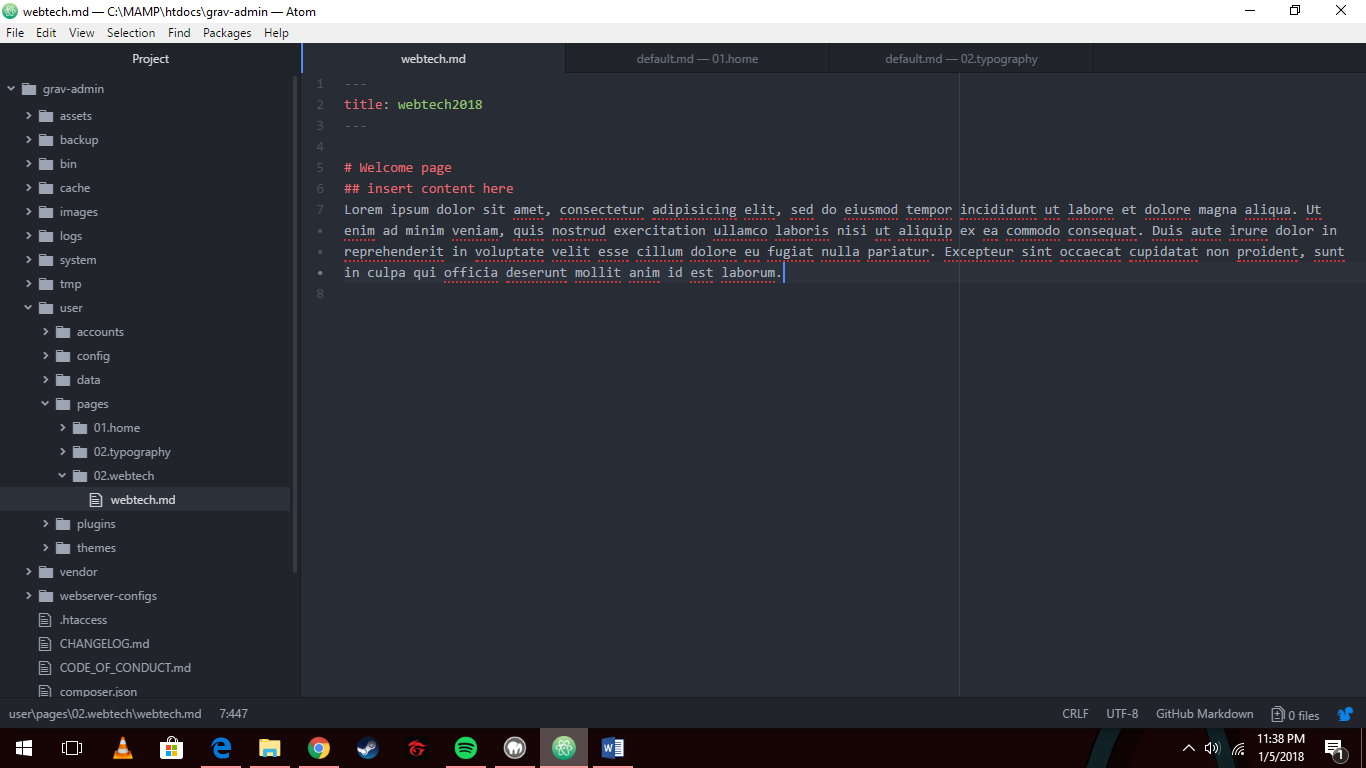 webtech.md — C:\MAMP\htdocs\grav-admin — Atom
File Edit View Selection Find Packages Help
Project
grav-admin
assets
backup
bin
cache
images
logs
system
tmp
user
accounts
config
data
pages
01.home
02.typography
02.webtech
webtech.md
plugins
themes
vendor
webserver-configs
.htaccess
CHANGELOG.md
CODE_OF_CONDUCT.md
composer.json
webtech.md default.md — 01.home default.md — 02.typography
1 ---
2 title: webtech2018
3 ---
4
5 # Welcome page
6 ## insert content here
7 Lorem ipsum dolor sit amet, consectetur adipisicing elit, sed do eiusmod tempor incididunt ut labore et dolore magna aliqua. Ut
• enim ad minim veniam, quis nostrud exercitation ullamco laboris nisi ut aliquip ex ea commodo consequat. Duis aute irure dolor in
• reprehenderit in voluptate velit esse cillum dolore eu fugiat nulla pariatur. Excepteur sint occaecat cupidatat non proident, sunt
• in culpa qui officia deserunt mollit anim id est laborum.
8
user\pages\02.webtech\webtech.md 7:447 CRLF UTF-8 GitHub Markdown 0 files
11:38 PM
1/5/2018
1